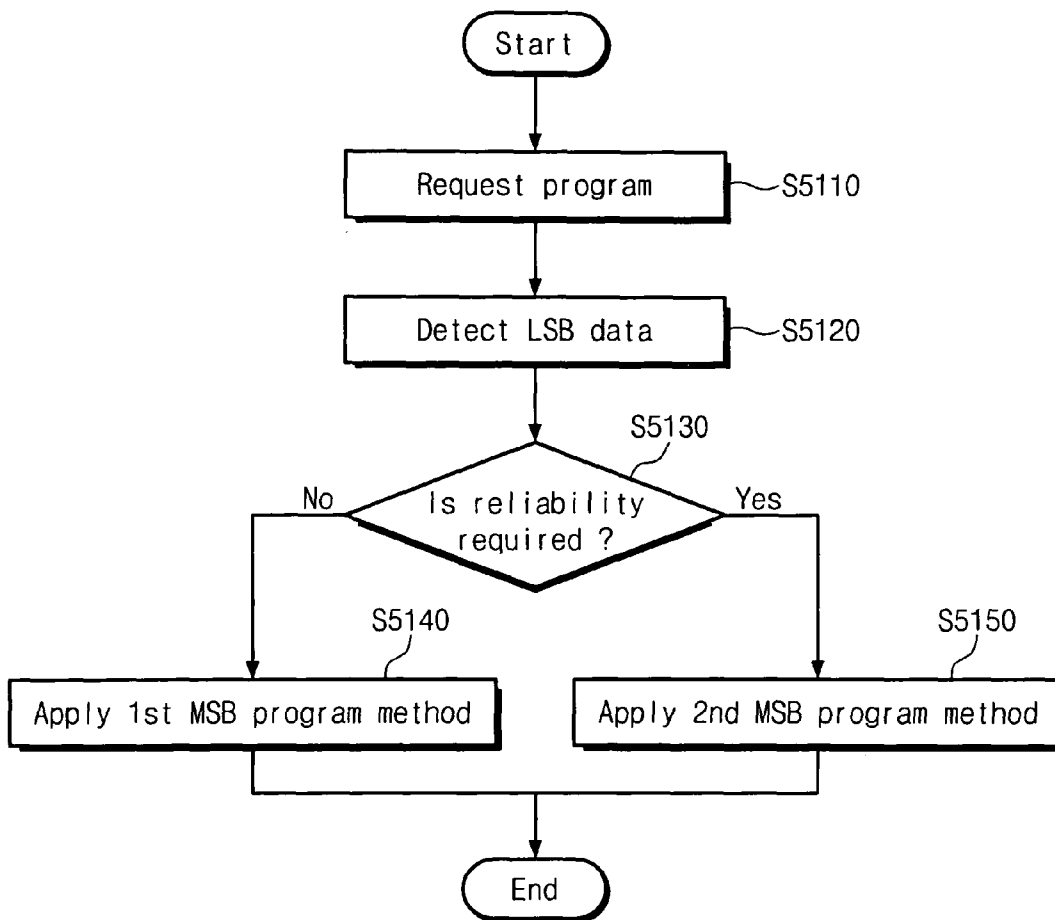 Start
Request program
S5110
Detect LSB data
S5120
S5130
Is reliability
required ?
No
Yes
S5140
S5150
Apply 1st MSB program method
Apply 2nd MSB program method
End